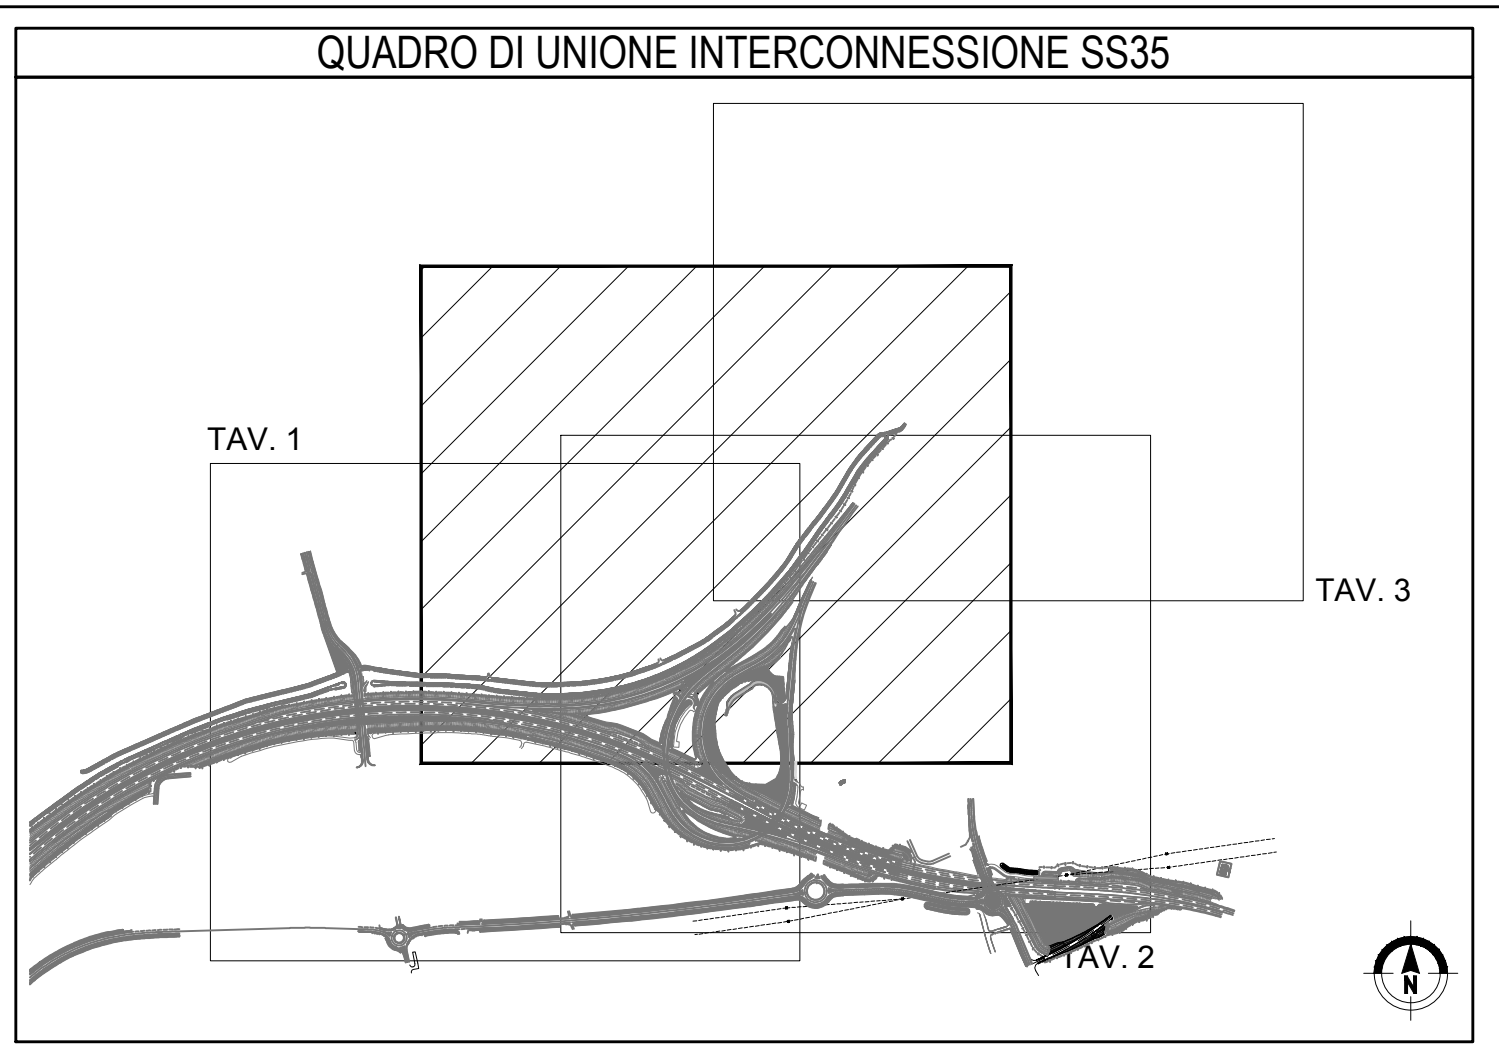 QUADRO DI UNIONE INTERCONNESSIONE SS35
TAV. 1
TAV. 3
TAV. 2
N